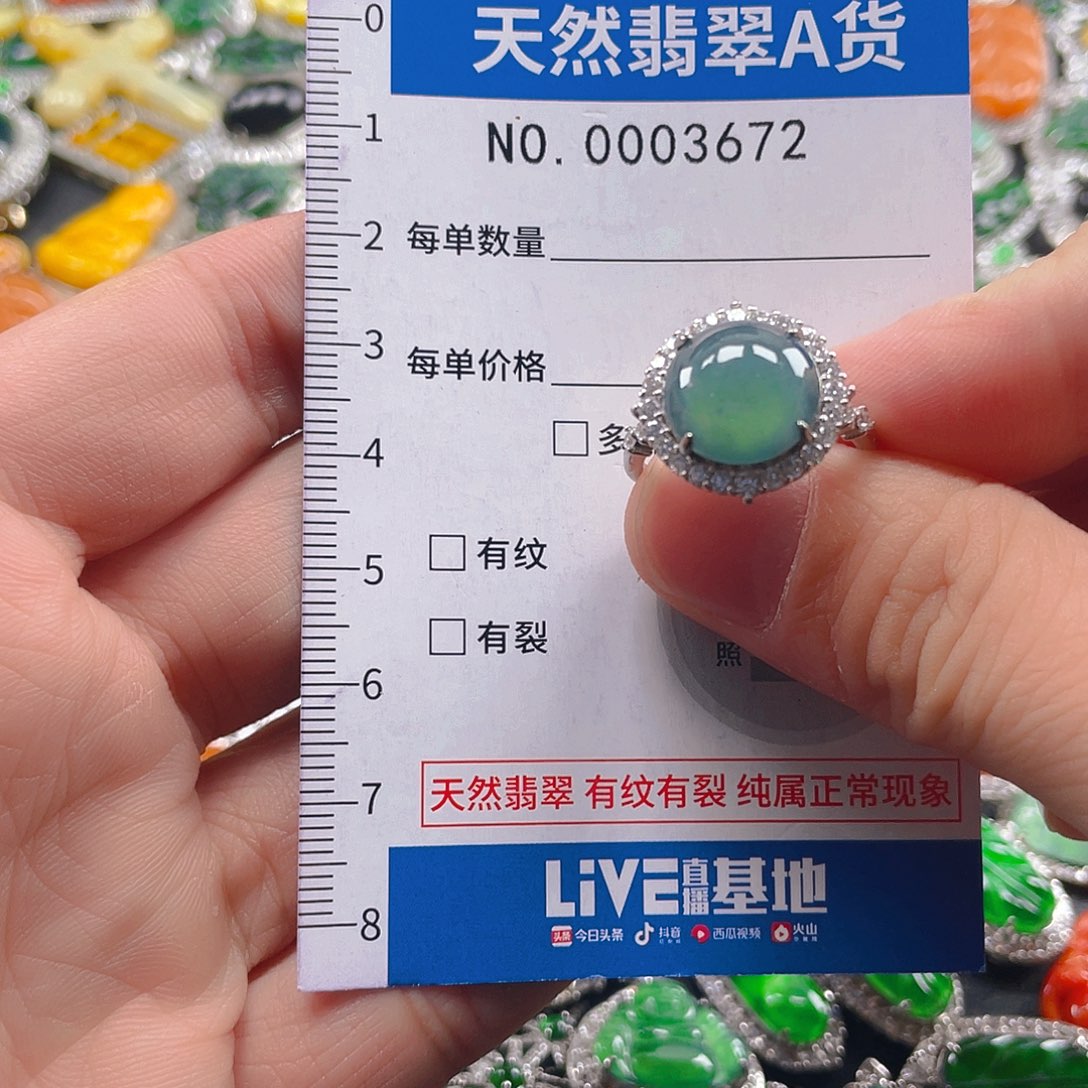 天然翡翠A货
0
1
NO. 0003672
2
每单数量
3
每单价格
4
多
5
有纹
有裂
6
照
天然翡翠 有纹有裂 纯属正常现象
7
LiVE直播基地
8
头条 今日头条 抖音 西瓜视频 火山